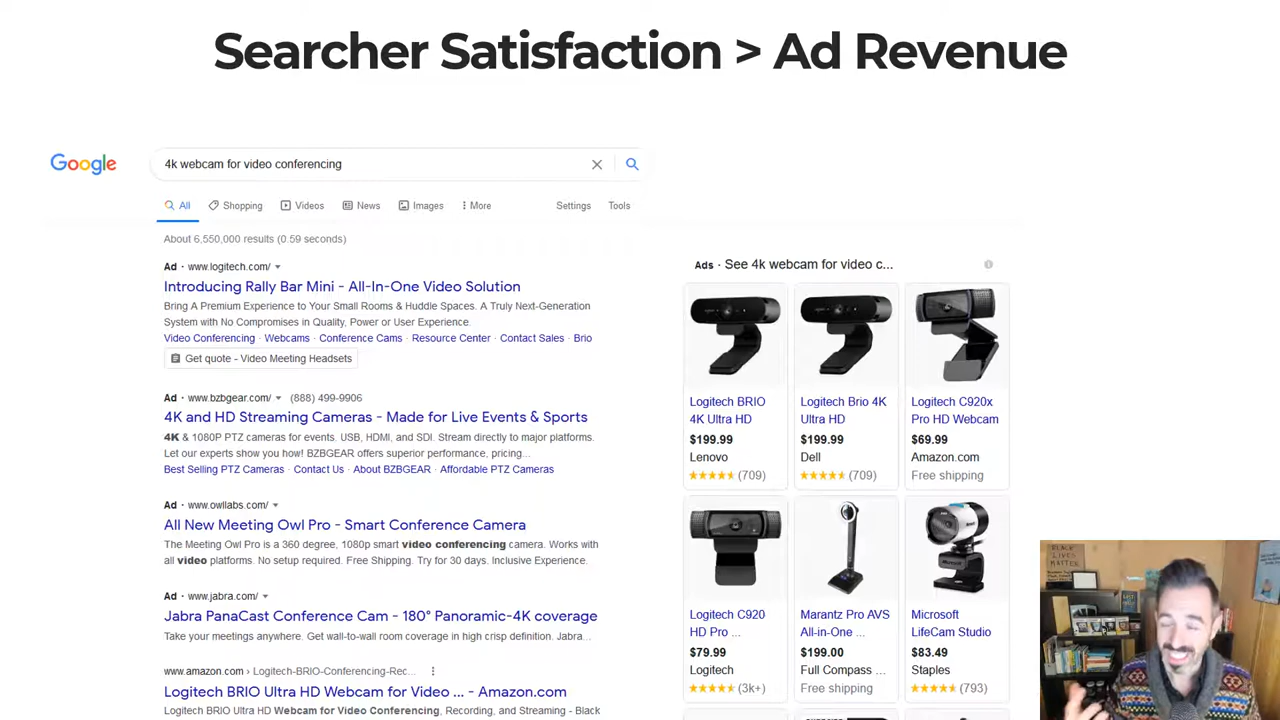 Searcher Satisfaction > Ad Revenue
Google
4k webcam for video conferencing
All
Shopping
Videos
News
Images
More
Settings
Tools
About 6,550,000 results (0.59 seconds)
Ad · www.logitech.com/
Introducing Rally Bar Mini - All-In-One Video Solution
Bring A Premium Experience to Your Small Rooms & Huddle Spaces. A Truly Next-Generation
System with No Compromises in Quality, Power or User Experience.
Video Conferencing · Webcams · Conference Cams · Resource Center · Contact Sales · Brio
Get quote - Video Meeting Headsets
Ad · www.bzbgear.com/ (888) 499-9906
4K and HD Streaming Cameras - Made for Live Events & Sports
4K & 1080P PTZ cameras for events. USB, HDMI, and SDI. Stream directly to major platforms.
Let our experts show you how! BZBGEAR offers superior performance, pricing...
Best Selling PTZ Cameras · Contact Us · About BZBGEAR · Affordable PTZ Cameras
Ad · www.owllabs.com/
All New Meeting Owl Pro - Smart Conference Camera
The Meeting Owl Pro is a 360 degree, 1080p smart video conferencing camera. Works with
all video platforms. No setup required. Free Shipping. Try for 30 days. Inclusive Experience.
Ad · www.jabra.com/
Jabra PanaCast Conference Cam - 180° Panoramic-4K coverage
Take your meetings anywhere. Get wall-to-wall room coverage in high crisp definition. Jabra...
www.amazon.com › Logitech-BRIO-Conferencing-Rec...
Logitech BRIO Ultra HD Webcam for Video ... - Amazon.com
Logitech BRIO Ultra HD Webcam for Video Conferencing, Recording, and Streaming - Black
Ads · See 4k webcam for video c...
Logitech BRIO
4K Ultra HD
$199.99
Lenovo
(709)
Logitech Brio 4K
Ultra HD
$199.99
Dell
(709)
Logitech C920x
Pro HD Webcam
$69.99
Amazon.com
Free shipping
Logitech C920
HD Pro ...
$79.99
Logitech
(3k+)
Marantz Pro AVS
All-in-One ...
$199.00
Full Compass ...
Free shipping
Microsoft
LifeCam Studio
$83.49
Staples
(793)
BLACK
LIVES
MATTER